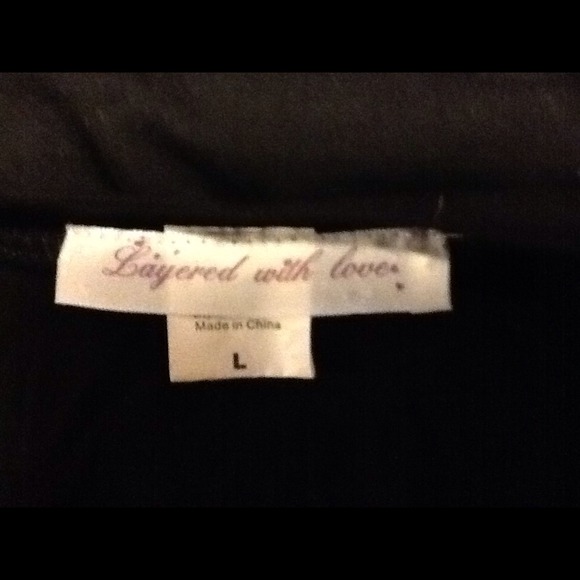 Layered with love
Made in China
L